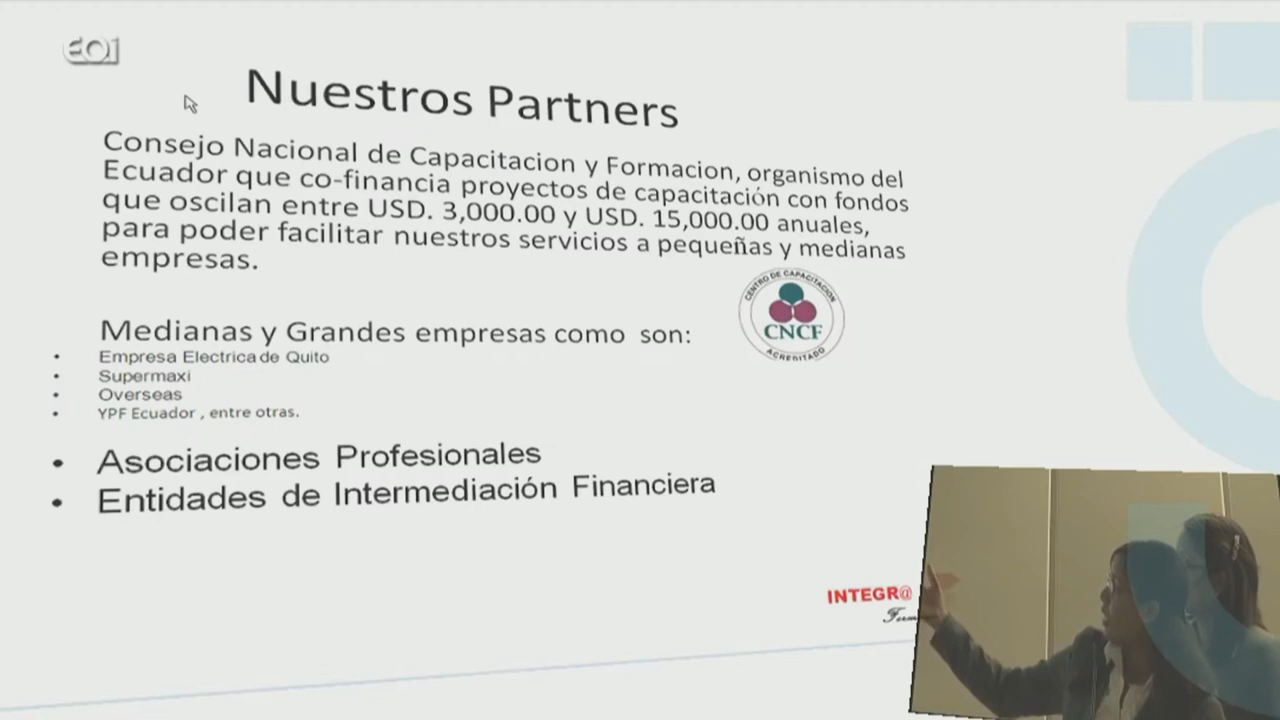 EOI
Nuestros Partners
Consejo Nacional de Capacitacion y Formacion, organismo del
Ecuador que co-financia proyectos de capacitación con fondos
que oscilan entre USD. 3,000.00 y USD. 15,000.00 anuales,
para poder facilitar nuestros servicios a pequeñas y medianas
empresas.
CENTRO DE CAPACITACION
CNCF
ACREDITADO
Medianas y Grandes empresas como son:
• Empresa Electrica de Quito
• Supermaxi
• Overseas
• YPF Ecuador , entre otras.
• Asociaciones Profesionales
• Entidades de Intermediación Financiera
INTEGR@